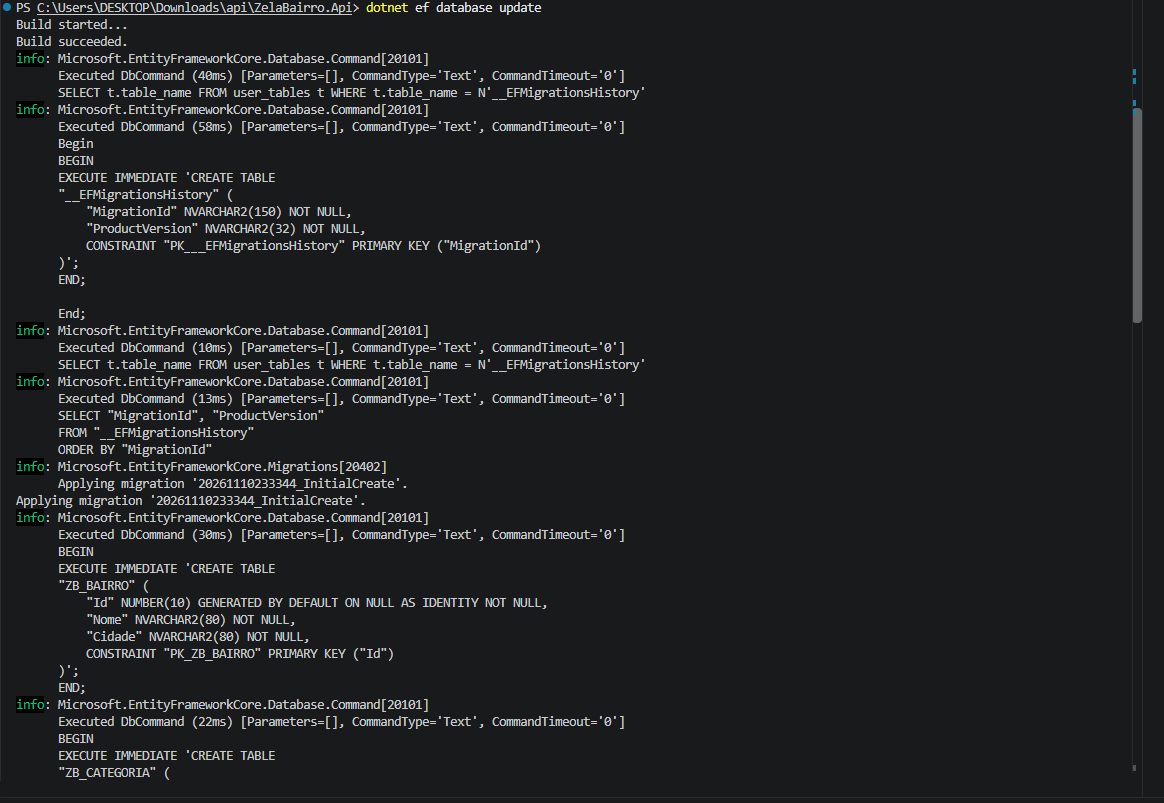 PS C:\Users\DESKTOP\Downloads\api\ZelaBairro.Api> dotnet ef database update
Build started...
Build succeeded.
info: Microsoft.EntityFrameworkCore.Database.Command[20101]
      Executed DbCommand (40ms) [Parameters=[], CommandType='Text', CommandTimeout='0']
      SELECT t.table_name FROM user_tables t WHERE t.table_name = N'__EFMigrationsHistory'
info: Microsoft.EntityFrameworkCore.Database.Command[20101]
      Executed DbCommand (58ms) [Parameters=[], CommandType='Text', CommandTimeout='0']
      Begin
      BEGIN
      EXECUTE IMMEDIATE 'CREATE TABLE
      "__EFMigrationsHistory" (
          "MigrationId" NVARCHAR2(150) NOT NULL,
          "ProductVersion" NVARCHAR2(32) NOT NULL,
          CONSTRAINT "PK___EFMigrationsHistory" PRIMARY KEY ("MigrationId")
      )';
      END;

      End;
info: Microsoft.EntityFrameworkCore.Database.Command[20101]
      Executed DbCommand (10ms) [Parameters=[], CommandType='Text', CommandTimeout='0']
      SELECT t.table_name FROM user_tables t WHERE t.table_name = N'__EFMigrationsHistory'
info: Microsoft.EntityFrameworkCore.Database.Command[20101]
      Executed DbCommand (13ms) [Parameters=[], CommandType='Text', CommandTimeout='0']
      SELECT "MigrationId", "ProductVersion"
      FROM "__EFMigrationsHistory"
      ORDER BY "MigrationId"
info: Microsoft.EntityFrameworkCore.Migrations[20402]
      Applying migration '20261110233344_InitialCreate'.
Applying migration '20261110233344_InitialCreate'.
info: Microsoft.EntityFrameworkCore.Database.Command[20101]
      Executed DbCommand (30ms) [Parameters=[], CommandType='Text', CommandTimeout='0']
      BEGIN
      EXECUTE IMMEDIATE 'CREATE TABLE
      "ZB_BAIRRO" (
          "Id" NUMBER(10) GENERATED BY DEFAULT ON NULL AS IDENTITY NOT NULL,
          "Nome" NVARCHAR2(80) NOT NULL,
          "Cidade" NVARCHAR2(80) NOT NULL,
          CONSTRAINT "PK_ZB_BAIRRO" PRIMARY KEY ("Id")
      )';
      END;
info: Microsoft.EntityFrameworkCore.Database.Command[20101]
      Executed DbCommand (22ms) [Parameters=[], CommandType='Text', CommandTimeout='0']
      BEGIN
      EXECUTE IMMEDIATE 'CREATE TABLE
      "ZB_CATEGORIA" (